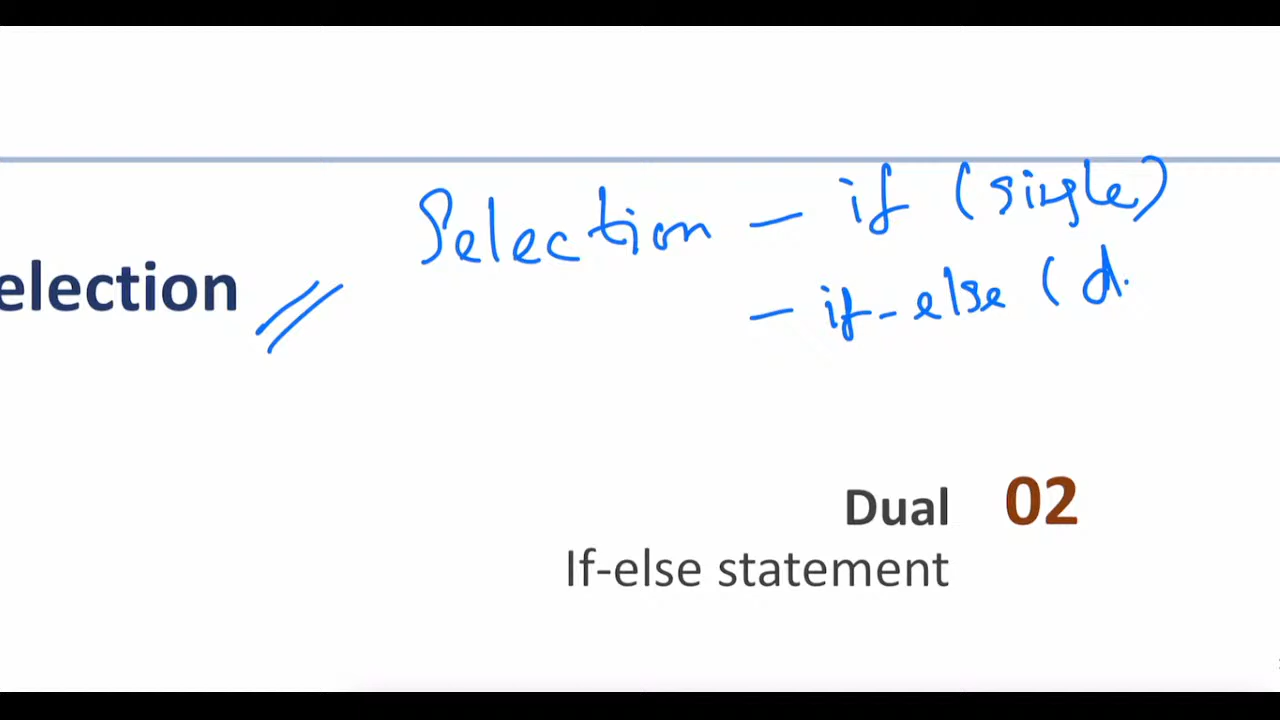 Selection – if (single)
election
– if-else ( d
Dual 02
If-else statement